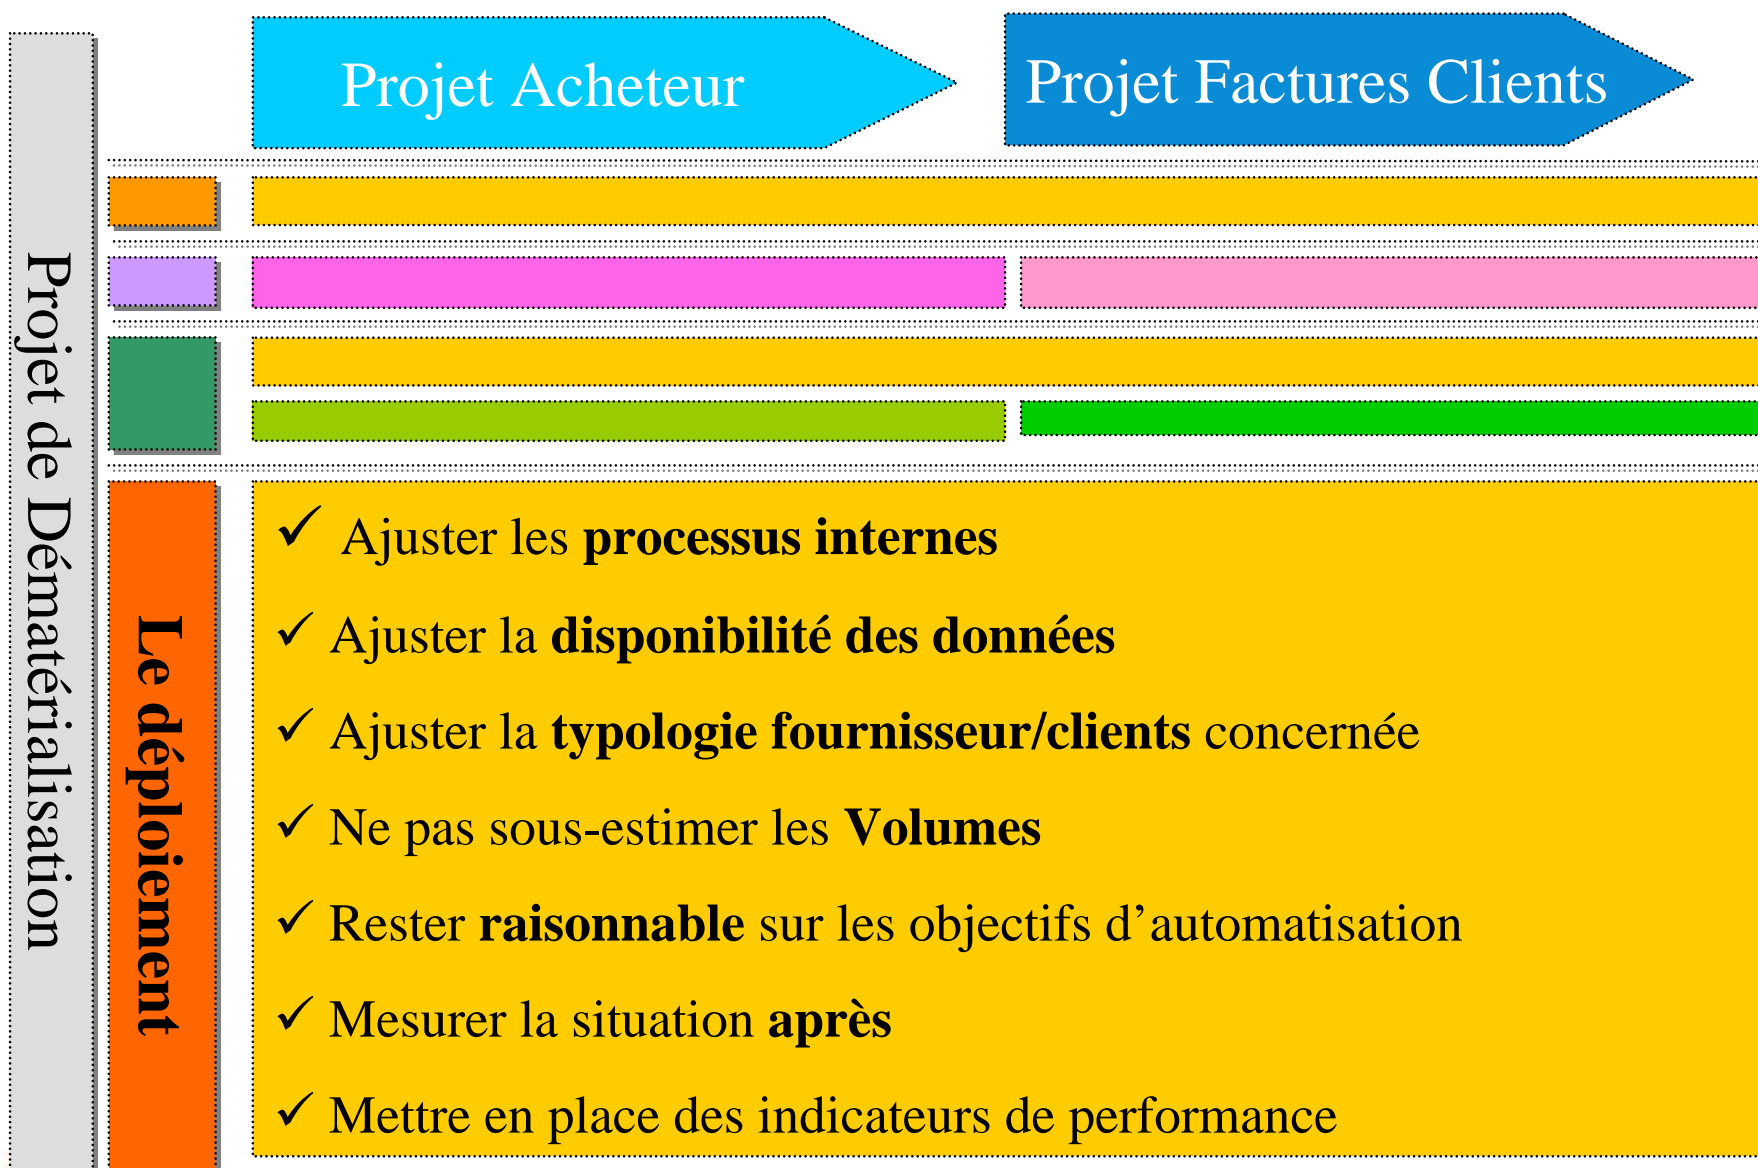 Projet Acheteur
Projet Factures Clients
Projet de Dématérialisation
Le déploiement
✓ Ajuster les processus internes
✓ Ajuster la disponibilité des données
✓ Ajuster la typologie fournisseur/clients concernée
✓ Ne pas sous-estimer les Volumes
✓ Rester raisonnable sur les objectifs d’automatisation
✓ Mesurer la situation après
✓ Mettre en place des indicateurs de performance